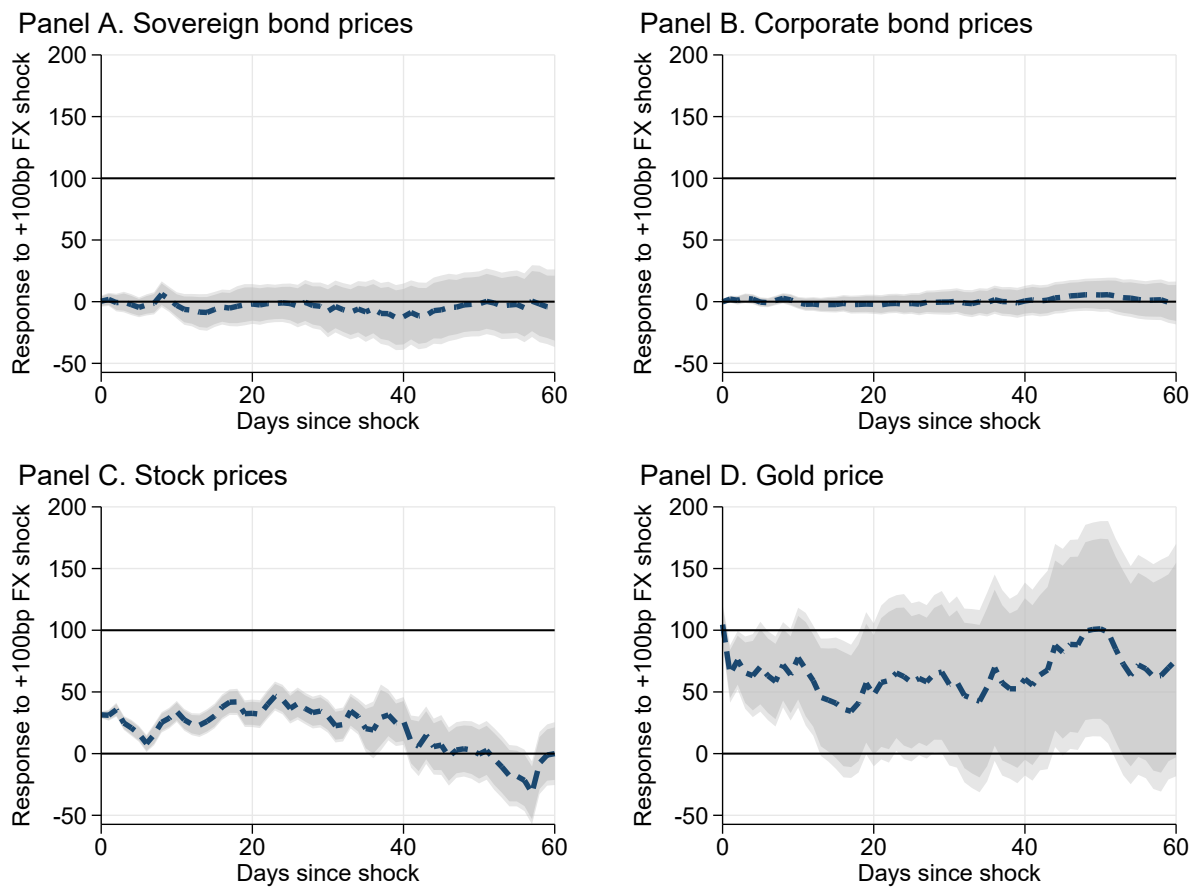 Panel A. Sovereign bond prices
Response to +100bp FX shock
200
150
100
50
0
-50
0 20 40 60
Days since shock
Panel B. Corporate bond prices
Response to +100bp FX shock
200
150
100
50
0
-50
0 20 40 60
Days since shock
Panel C. Stock prices
Response to +100bp FX shock
200
150
100
50
0
-50
0 20 40 60
Days since shock
Panel D. Gold price
Response to +100bp FX shock
200
150
100
50
0
-50
0 20 40 60
Days since shock